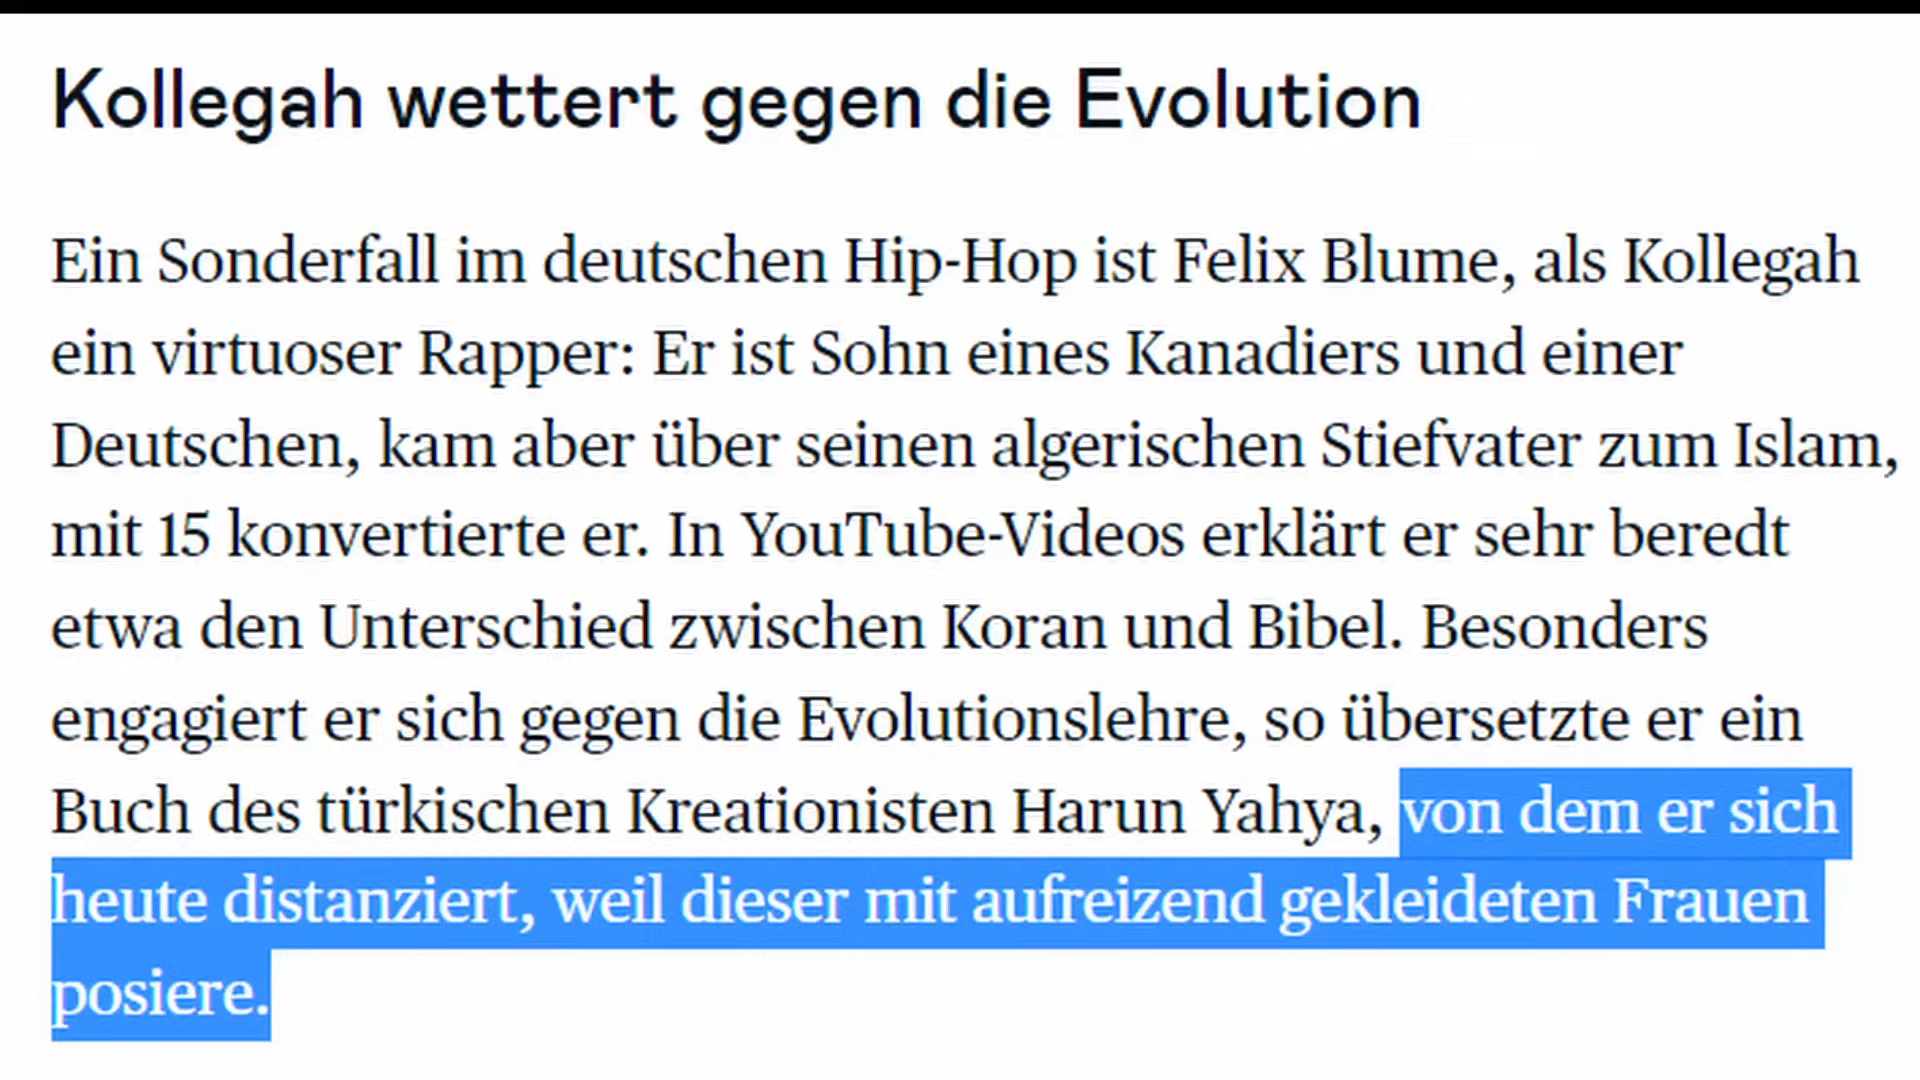 Kollegah wettert gegen die Evolution
Ein Sonderfall im deutschen Hip-Hop ist Felix Blume, als Kollegah
ein virtuoser Rapper: Er ist Sohn eines Kanadiers und einer
Deutschen, kam aber über seinen algerischen Stiefvater zum Islam,
mit 15 konvertierte er. In YouTube-Videos erklärt er sehr beredt
etwa den Unterschied zwischen Koran und Bibel. Besonders
engagiert er sich gegen die Evolutionslehre, so übersetzte er ein
Buch des türkischen Kreationisten Harun Yahya, von dem er sich
heute distanziert, weil dieser mit aufreizend gekleideten Frauen
posiere.